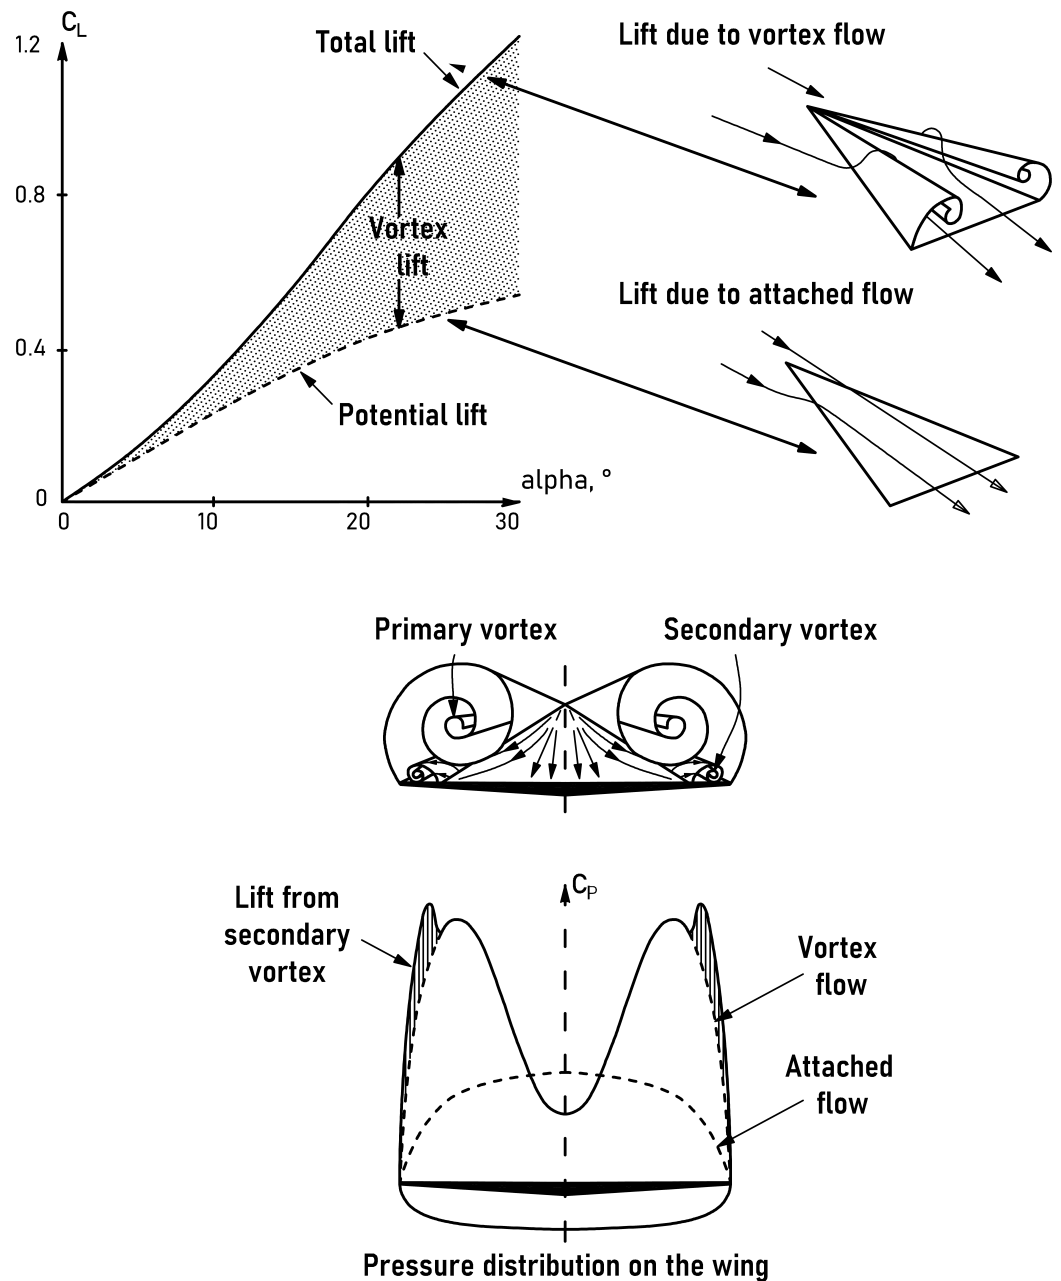 C_L
1.2
Total lift
Lift due to vortex flow
0.8
Vortex
lift
Lift due to attached flow
0.4
Potential lift
alpha, °
0
0
10
20
30
Primary vortex
Secondary vortex
C_P
Lift from
secondary
vortex
Vortex
flow
Attached
flow
Pressure distribution on the wing